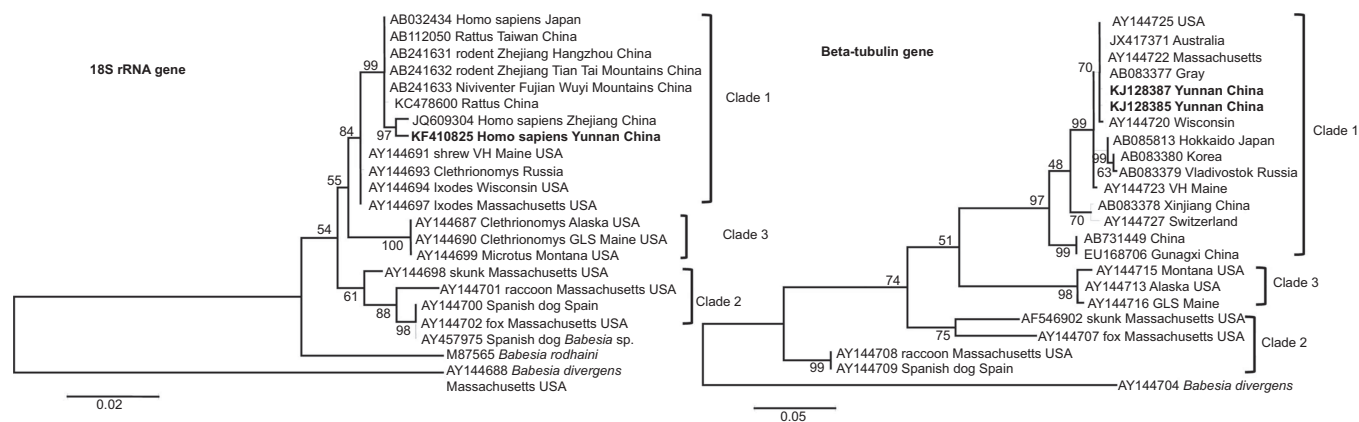 18S rRNA gene
AB032434 Homo sapiens Japan
AB112050 Rattus Taiwan China
AB241631 rodent Zhejiang Hangzhou China
AB241632 rodent Zhejiang Tian Tai Mountains China
AB241633 Niviventer Fujian Wuyi Mountains China
KC478600 Rattus China
JQ609304 Homo sapiens Zhejiang China
KF410825 Homo sapiens Yunnan China
AY144691 shrew VH Maine USA
AY144693 Clethrionomys Russia
AY144694 Ixodes Wisconsin USA
AY144697 Ixodes Massachusetts USA
AY144687 Clethrionomys Alaska USA
AY144690 Clethrionomys GLS Maine USA
AY144699 Microtus Montana USA
AY144698 skunk Massachusetts USA
AY144701 raccoon Massachusetts USA
AY144700 Spanish dog Spain
AY144702 fox Massachusetts USA
AY457975 Spanish dog Babesia sp.
M87565 Babesia rodhaini
AY144688 Babesia divergens
Massachusetts USA
99
97
84
55
54
100
61
88
98
Clade 1
Clade 3
Clade 2
0.02
Beta-tubulin gene
AY144725 USA
JX417371 Australia
AY144722 Massachusetts
AB083377 Gray
KJ128387 Yunnan China
KJ128385 Yunnan China
AY144720 Wisconsin
AB085813 Hokkaido Japan
AB083380 Korea
AB083379 Vladivostok Russia
AY144723 VH Maine
AB083378 Xinjiang China
AY144727 Switzerland
AB731449 China
EU168706 Gunagxi China
AY144715 Montana USA
AY144713 Alaska USA
AY144716 GLS Maine
AF546902 skunk Massachusetts USA
AY144707 fox Massachusetts USA
AY144708 raccoon Massachusetts USA
AY144709 Spanish dog Spain
AY144704 Babesia divergens
70
99
99
63
48
97
70
99
51
74
98
75
99
Clade 1
Clade 3
Clade 2
0.05